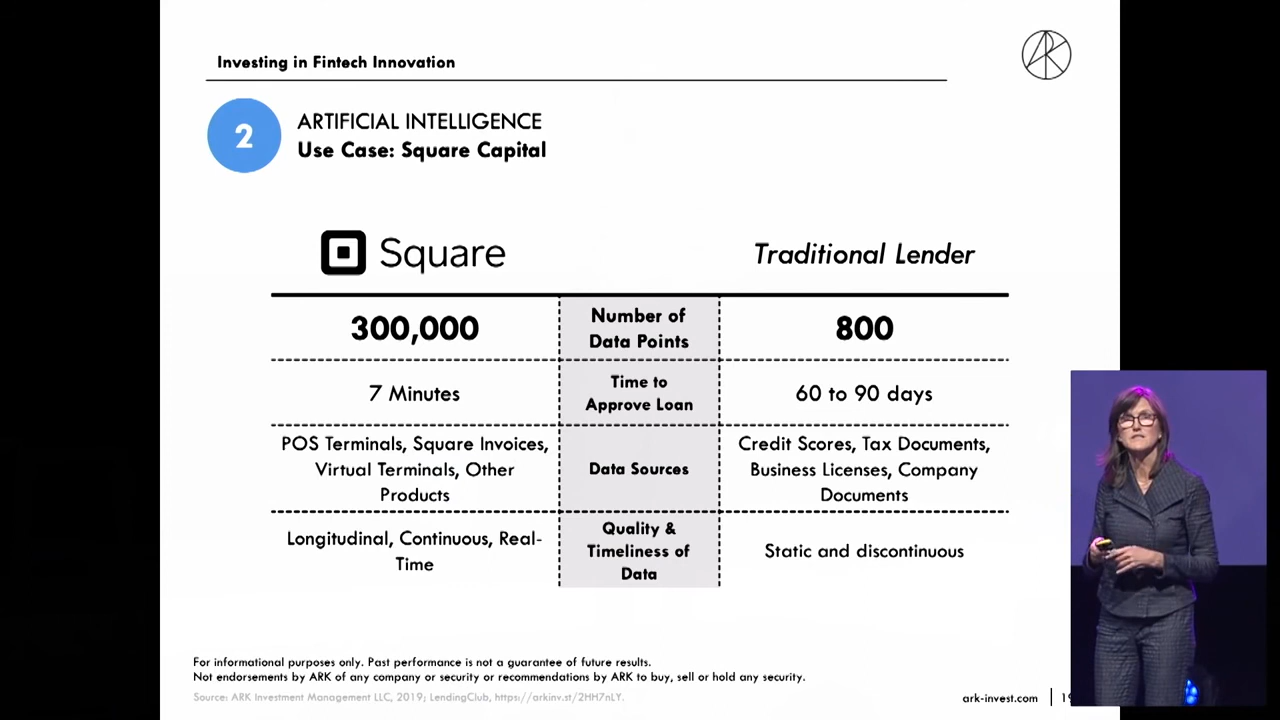 Investing in Fintech Innovation
ARK
2
ARTIFICIAL INTELLIGENCE
Use Case: Square Capital
Square
Traditional Lender
300,000
Number of
Data Points
800
7 Minutes
Time to
Approve Loan
60 to 90 days
POS Terminals, Square Invoices,
Virtual Terminals, Other
Products
Data Sources
Credit Scores, Tax Documents,
Business Licenses, Company
Documents
Longitudinal, Continuous, Real-
Time
Quality &
Timeliness of
Data
Static and discontinuous
For informational purposes only. Past performance is not a guarantee of future results.
Not endorsements by ARK of any company or security or recommendations by ARK to buy, sell or hold any security.
Source: ARK Investment Management LLC, 2019; LendingClub, https://arkinv.st/2HH7nLY.
ark-invest.com